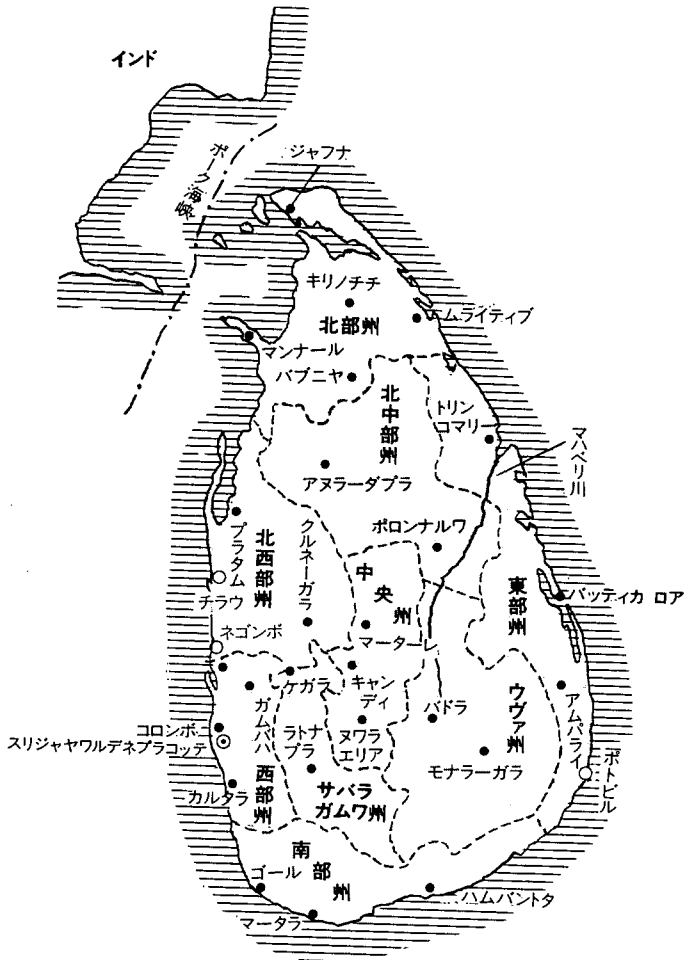 インド
ポーク海峡
ジャフナ
キリノチチ
北部州
ムライティブ
マンナール
バブニヤ
北中部州
トリン
コマリー
マハベリ川
アヌラーダプラ
プラタム
北西部州
クルネーガラ
ポロンナルワ
中央州
東部州
バッティカロア
チラウ
ネゴンボ
マーターレ
ケガラ
キャン
ディ
ウヴァ州
アムパライ
ガムパハ
コロンボ
スリジャヤワルデネプラコッテ
ラトナ
プラ
ヌワラ
エリア
バドラ
モナラーガラ
ポトビル
カルタラ
西部州
サバラ
ガムワ州
南部州
ゴール
ハムバントタ
マータラ